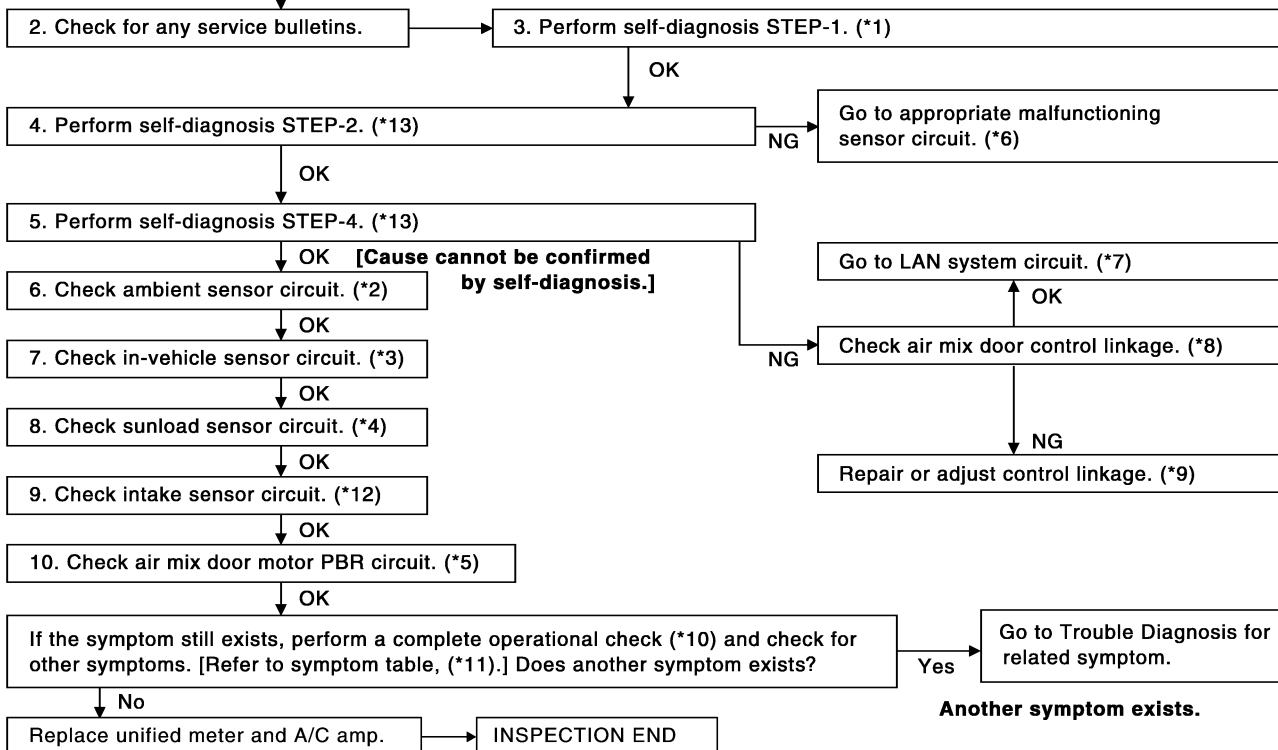 2. Check for any service bulletins.
3. Perform self-diagnosis STEP-1. (*1)
OK
4. Perform self-diagnosis STEP-2. (*13)
NG
Go to appropriate malfunctioning
sensor circuit. (*6)
OK
5. Perform self-diagnosis STEP-4. (*13)
OK
[Cause cannot be confirmed
by self-diagnosis.]
Go to LAN system circuit. (*7)
OK
6. Check ambient sensor circuit. (*2)
OK
NG
Check air mix door control linkage. (*8)
7. Check in-vehicle sensor circuit. (*3)
OK
8. Check sunload sensor circuit. (*4)
NG
OK
Repair or adjust control linkage. (*9)
9. Check intake sensor circuit. (*12)
OK
10. Check air mix door motor PBR circuit. (*5)
OK
If the symptom still exists, perform a complete operational check (*10) and check for
other symptoms. [Refer to symptom table, (*11).] Does another symptom exists?
Yes
Go to Trouble Diagnosis for
related symptom.
Another symptom exists.
No
Replace unified meter and A/C amp.
INSPECTION END